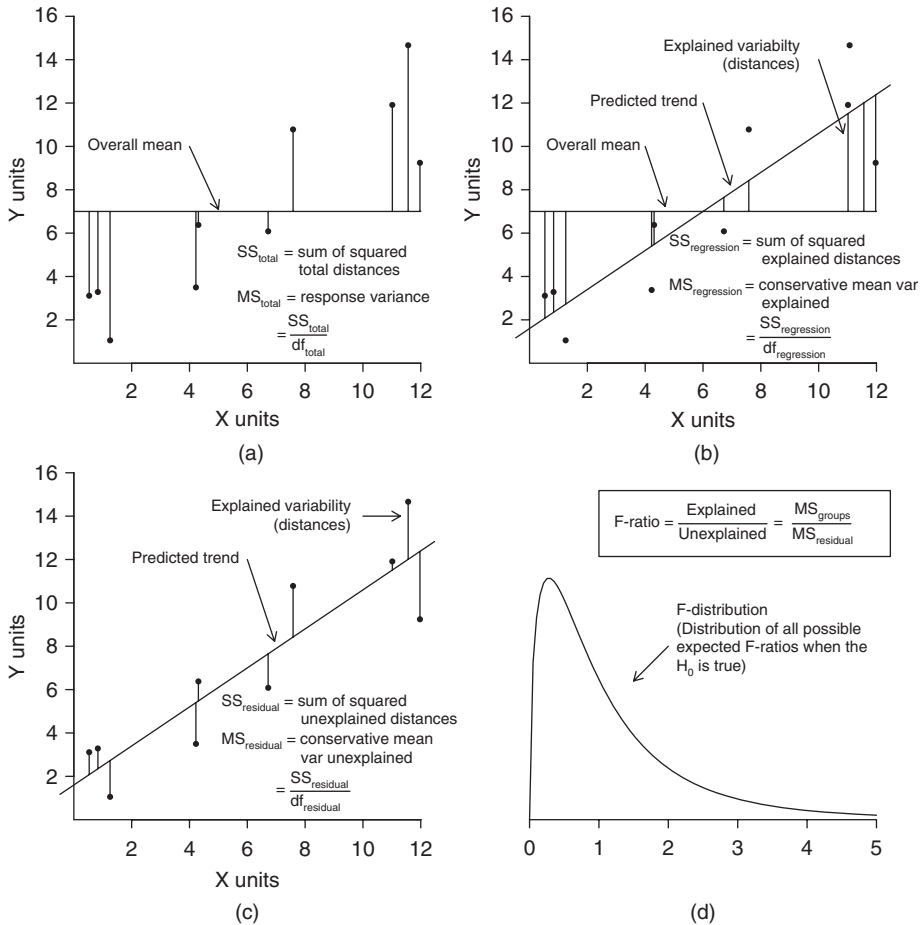 16
14
12
10
8
6
4
2
Y units
Overall mean
SS_total = sum of squared
total distances
MS_total = response variance
= SS_total
df_total
2 4 6 8 10 12
X units
(a)
16
14
12
10
8
6
4
2
Y units
Explained variabilty
(distances)
Predicted trend
Overall mean
SS_regression = sum of squared
explained distances
MS_regression = conservative mean var
explained
= SS_regression
df_regression
2 4 6 8 10 12
X units
(b)
16
14
12
10
8
6
4
2
Y units
Explained variability
(distances)
Predicted trend
SS_residual = sum of squared
unexplained distances
MS_residual = conservative mean
var unexplained
= SS_residual
df_residual
2 4 6 8 10 12
X units
(c)
F-ratio = Explained / Unexplained = MS_groups / MS_residual
F-distribution
(Distribution of all possible
expected F-ratios when the
H_0 is true)
0 1 2 3 4 5
(d)